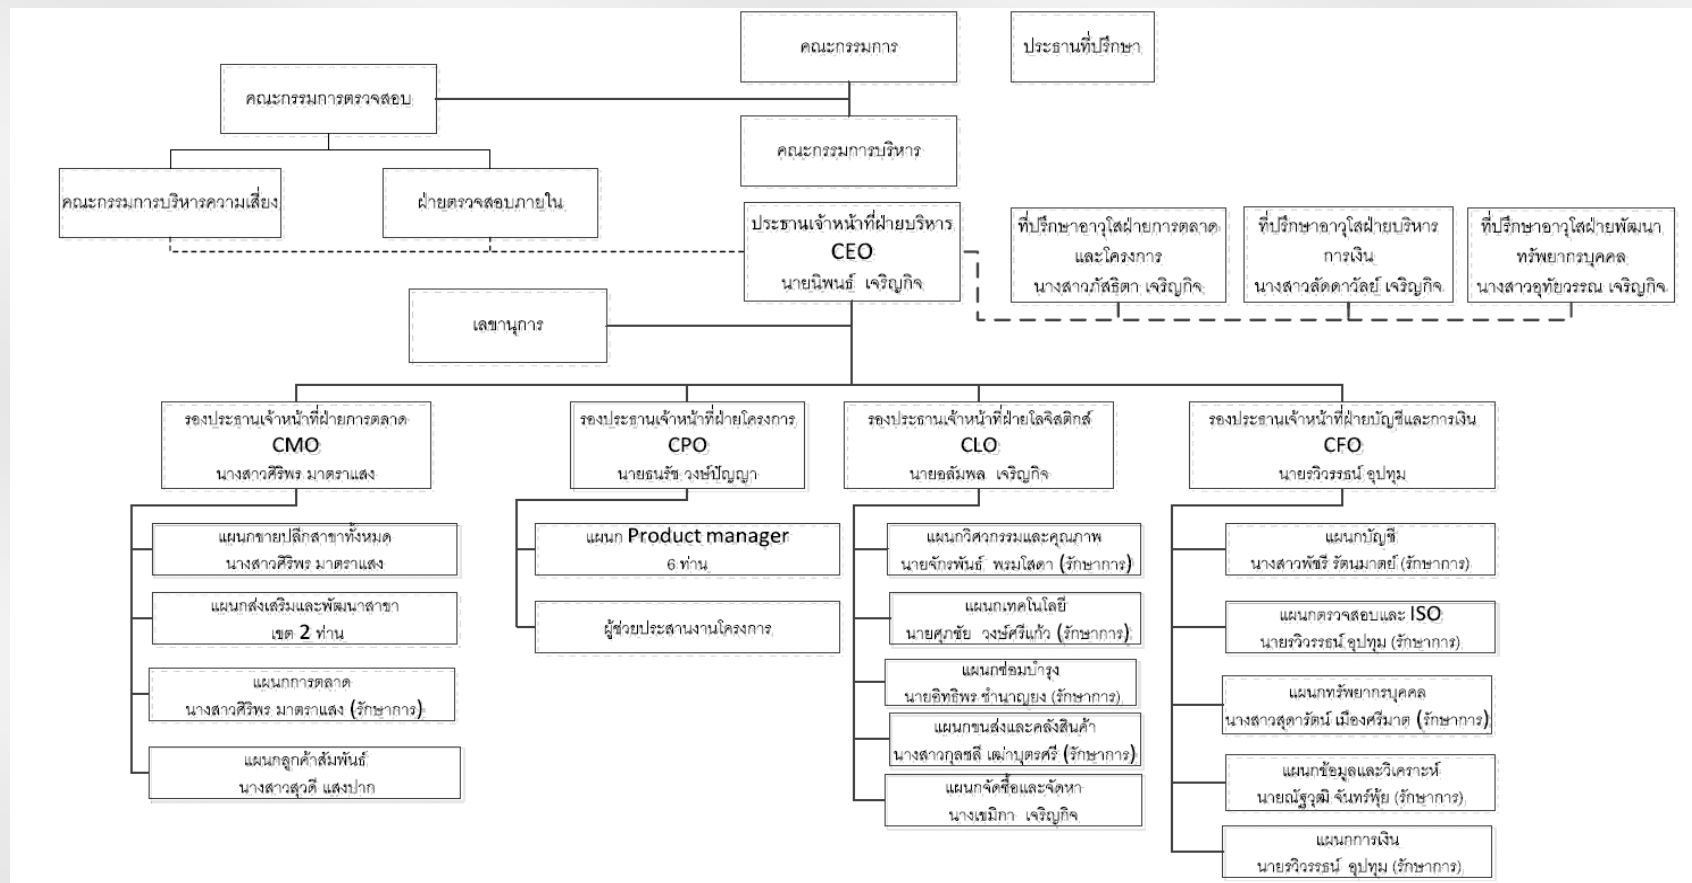 คณะกรรมการ
ประธานที่ปรึกษา
คณะกรรมการตรวจสอบ
คณะกรรมการบริหาร
คณะกรรมการบริหารความเสี่ยง
ฝ่ายตรวจสอบภายใน
ประธานเจ้าหน้าที่ฝ่ายบริหาร
CEO
นายนิพนธ์ เจริญกิจ
ที่ปรึกษาอาวุโสฝ่ายการตลาด
และโครงการ
นางสาวภัสธิตา เจริญกิจ
ที่ปรึกษาอาวุโสฝ่ายบริหาร
การเงิน
นางสาวลัดดาวัลย์ เจริญกิจ
ที่ปรึกษาอาวุโสฝ่ายพัฒนา
ทรัพยากรบุคคล
นางสาวอุทัยวรรณ เจริญกิจ
เลขานุการ
รองประธานเจ้าหน้าที่ฝ่ายการตลาด
CMO
นางสาวศิริพร มาตราแสง
รองประธานเจ้าหน้าที่ฝ่ายโครงการ
CPO
นายธนรัช วงษ์ปัญญา
รองประธานเจ้าหน้าที่ฝ่ายโลจิสติกส์
CLO
นายอลัมพล เจริญกิจ
รองประธานเจ้าหน้าที่ฝ่ายบัญชีและการเงิน
CFO
นายรวิวรรธน์ อุปทุม
แผนกขายปลีกสาขาทั้งหมด
นางสาวศิริพร มาตราแสง
แผนกส่งเสริมและพัฒนาสาขา
เขต 2 ท่าน
แผนกการตลาด
นางสาวศิริพร มาตราแสง (รักษาการ)
แผนกลูกค้าสัมพันธ์
นางสาวสุวดี แสงปาก
แผนก Product manager
6 ท่าน
ผู้ช่วยประสานงานโครงการ
แผนกวิศวกรรมและคุณภาพ
นายจักรพันธ์ พรมโสดา (รักษาการ)
แผนกเทคโนโลยี
นายศุภชัย วงษ์ศรีแก้ว (รักษาการ)
แผนกซ่อมบำรุง
นายอิทธิพร ชำนาญยง (รักษาการ)
แผนกขนส่งและคลังสินค้า
นางสาวกุลชลี เฒ่าบุตรศรี (รักษาการ)
แผนกจัดซื้อและจัดหา
นางเขมิกา เจริญกิจ
แผนกบัญชี
นางสาวพัชรี รัตนมาตย์ (รักษาการ)
แผนกตรวจสอบและ ISO
นายรวิวรรธน์ อุปทุม (รักษาการ)
แผนกทรัพยากรบุคคล
นางสาวสุดารัตน์ เมืองศรีมาต (รักษาการ)
แผนกข้อมูลและวิเคราะห์
นายณัฐวุฒิ จันทร์พุ้ย (รักษาการ)
แผนกการเงิน
นายรวิวรรธน์ อุปทุม (รักษาการ)